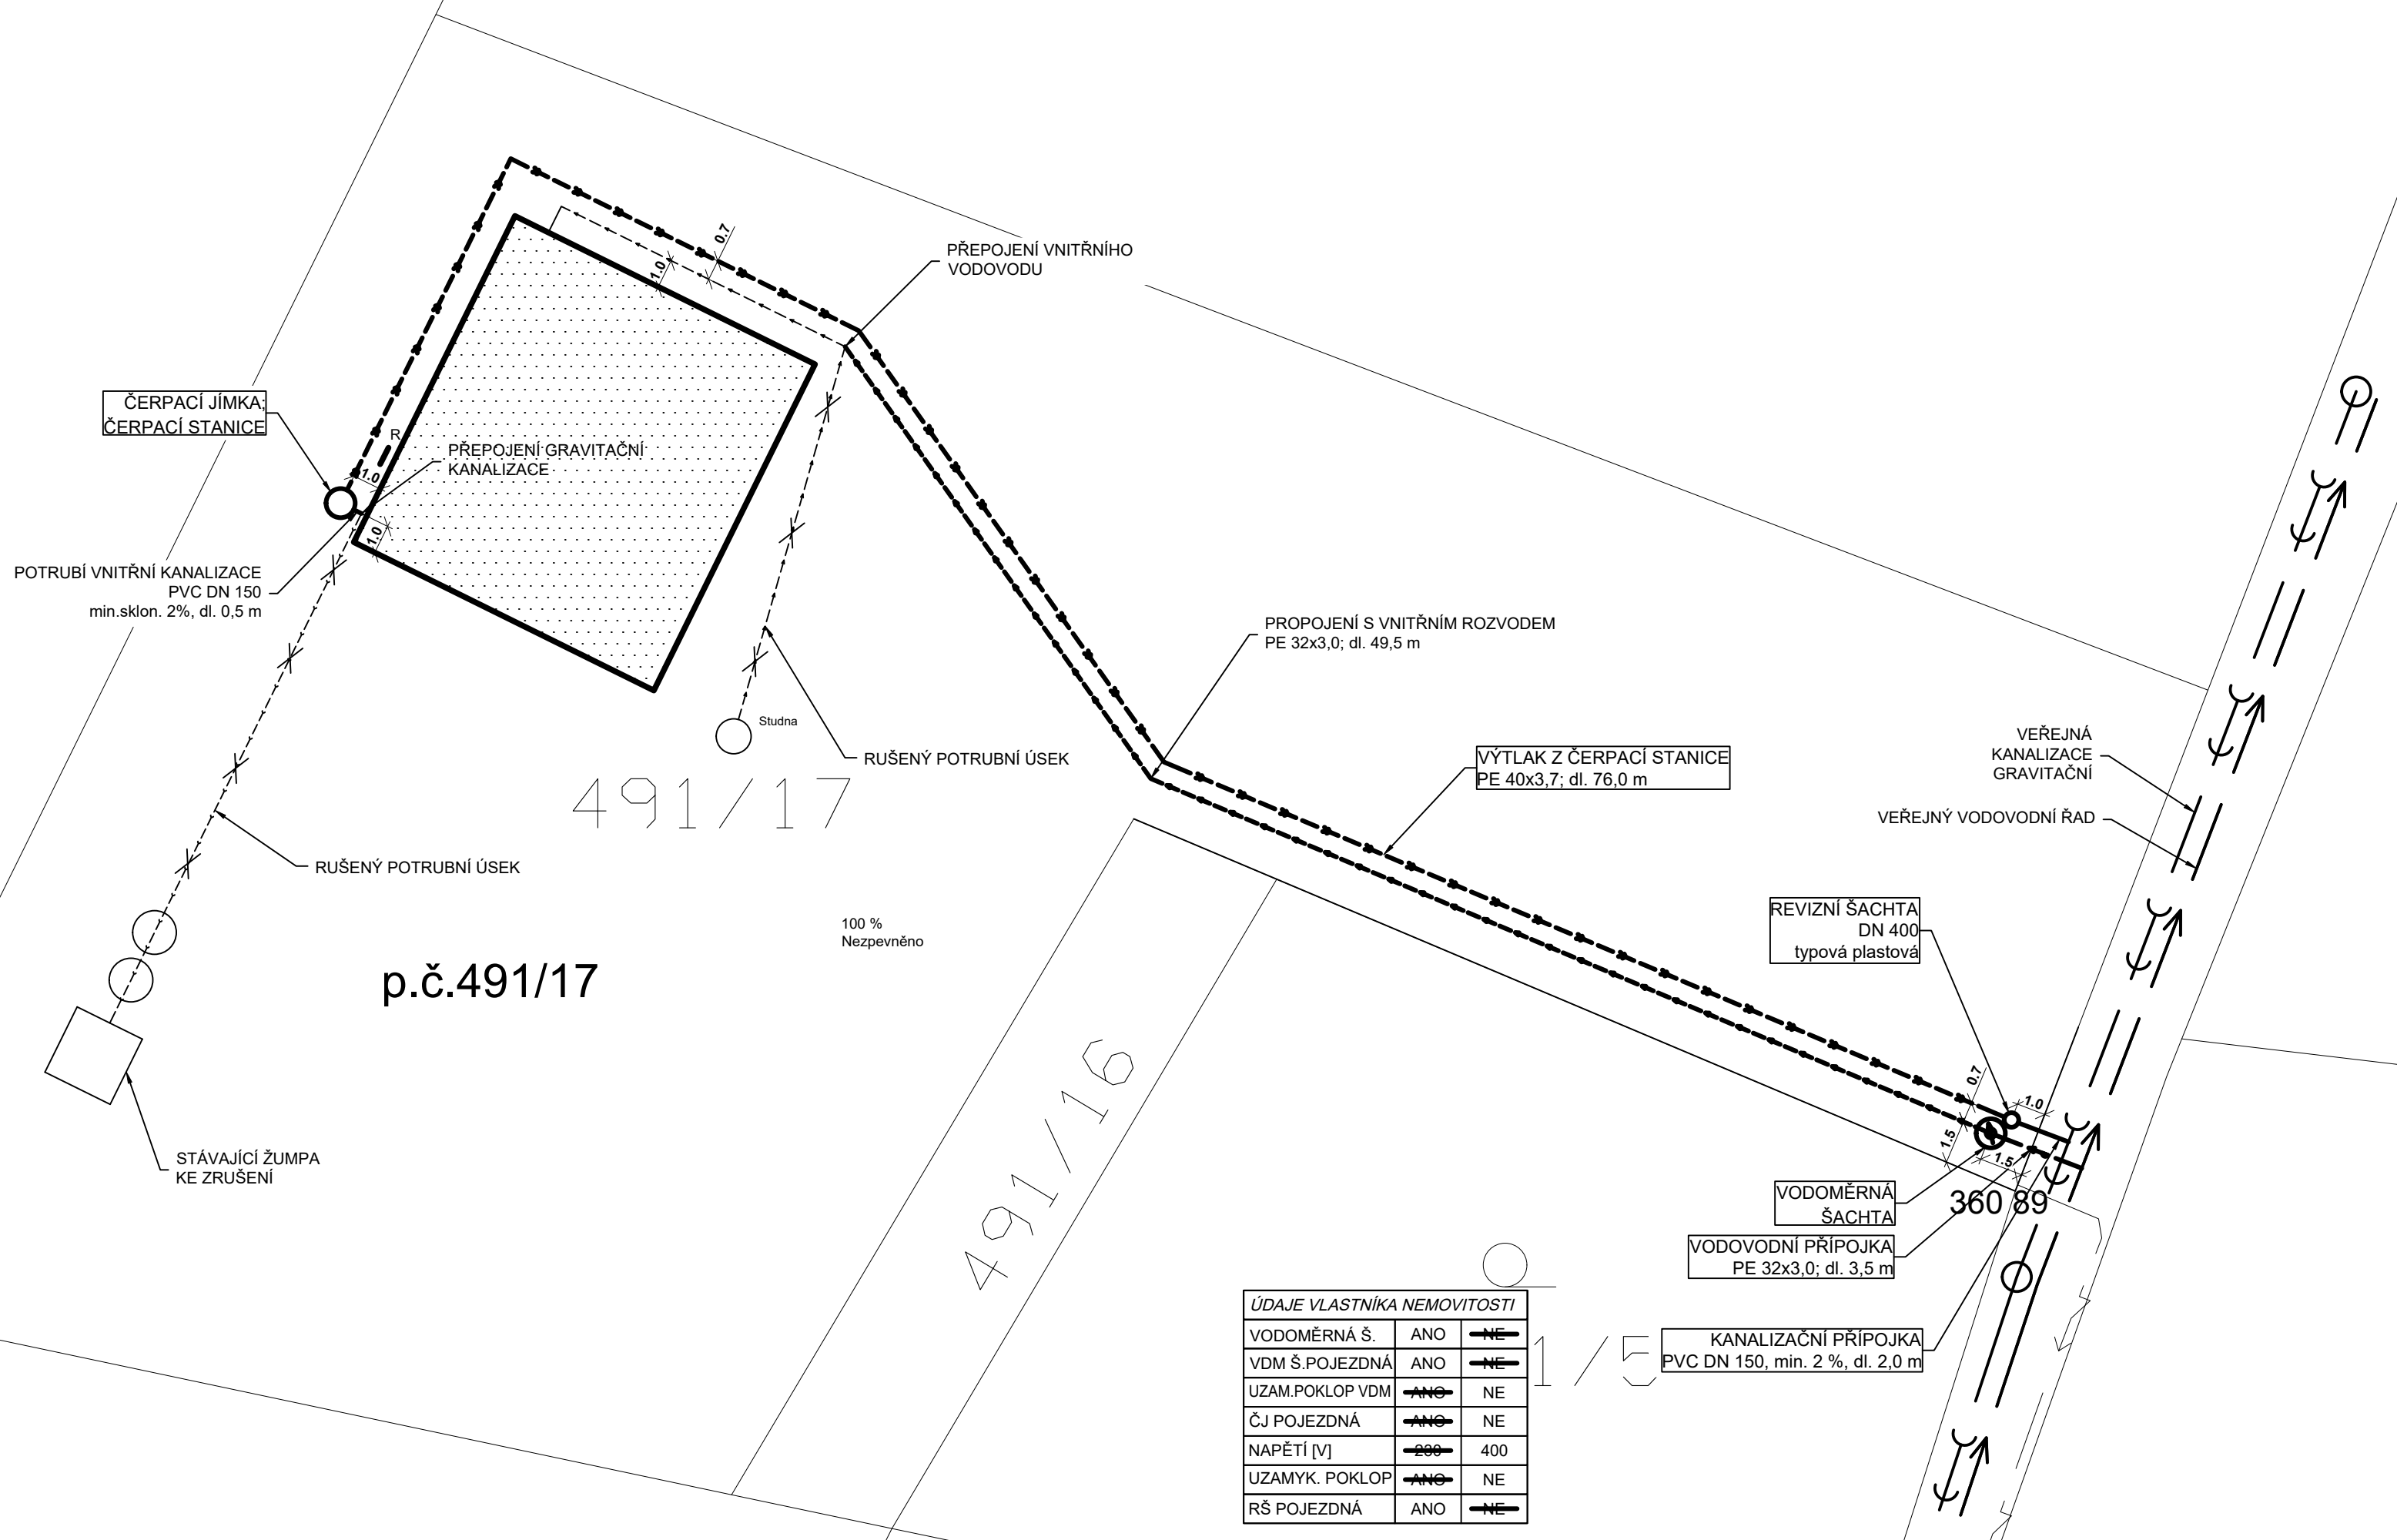 0.7
1.0
PŘEPOJENÍ VNITŘNÍHO
VODOVODU
ČERPACÍ JÍMKA;
ČERPACÍ STANICE
R
PŘEPOJENÍ GRAVITAČNÍ
KANALIZACE
1.0
1.0
POTRUBÍ VNITŘNÍ KANALIZACE
PVC DN 150
min.sklon. 2%, dl. 0,5 m
PROPOJENÍ S VNITŘNÍM ROZVODEM
PE 32x3,0; dl. 49,5 m
Studna
RUŠENÝ POTRUBNÍ ÚSEK
491/17
VÝTLAK Z ČERPACÍ STANICE
PE 40x3,7; dl. 76,0 m
VEŘEJNÁ
KANALIZACE
GRAVITAČNÍ
VEŘEJNÝ VODOVODNÍ ŘAD
RUŠENÝ POTRUBNÍ ÚSEK
100 %
Nezpevněno
p.č.491/17
REVIZNÍ ŠACHTA
DN 400
typová plastová
491/16
0.7
1.0
1.5
1.5
STÁVAJÍCÍ ŽUMPA
KE ZRUŠENÍ
VODOMĚRNÁ
ŠACHTA
360 89
VODOVODNÍ PŘÍPOJKA
PE 32x3,0; dl. 3,5 m
KANALIZAČNÍ PŘÍPOJKA
PVC DN 150, min. 2 %, dl. 2,0 m
1/5
ÚDAJE VLASTNÍKA NEMOVITOSTI
VODOMĚRNÁ Š. ANO NE
VDM Š.POJEZDNÁ ANO NE
UZAM.POKLOP VDM ANO NE
ČJ POJEZDNÁ ANO NE
NAPĚTÍ [V] 230 400
UZAMYK. POKLOP ANO NE
RŠ POJEZDNÁ ANO NE